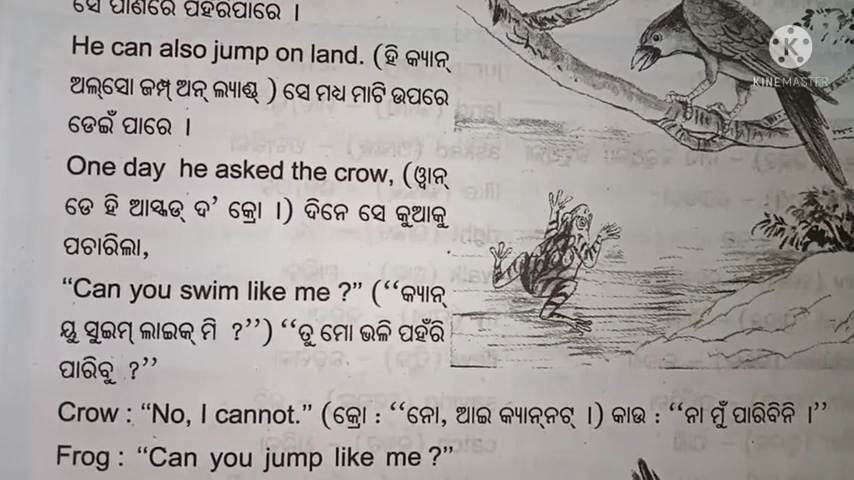 ସେ ପାଣିରେ ପହଁରିପାରେ ।
He can also jump on land. (ହି କ୍ୟାନ୍
ଅଲ୍‌ସୋ ଜମ୍ପ୍ ଅନ୍ ଲ୍ୟାଣ୍ଡ୍ ) ସେ ମଧ୍ୟ ମାଟି ଉପରେ
ଡେଇଁ ପାରେ ।
One day he asked the crow, (ୱାନ୍
ଡେ ହି ଆସ୍କଡ୍ ଦ’ କ୍ରୋ ।) ଦିନେ ସେ କୁଆକୁ
ପଚାରିଲା,
“Can you swim like me ?” (‘‘କ୍ୟାନ୍
ୟୁ ସୁଇମ୍ ଲାଇକ୍ ମି ?’’) ‘‘ତୁ ମୋ ଭଳି ପହଁରି
ପାରିବୁ ?’’
Crow : “No, I cannot.” (କ୍ରୋ : ‘‘ନୋ, ଆଇ କ୍ୟାନ୍‌ନଟ୍ ।) କାଉ : ‘‘ନା ମୁଁ ପାରିବିନି ।’’
Frog : “Can you jump like me ?”
KINEMASTER